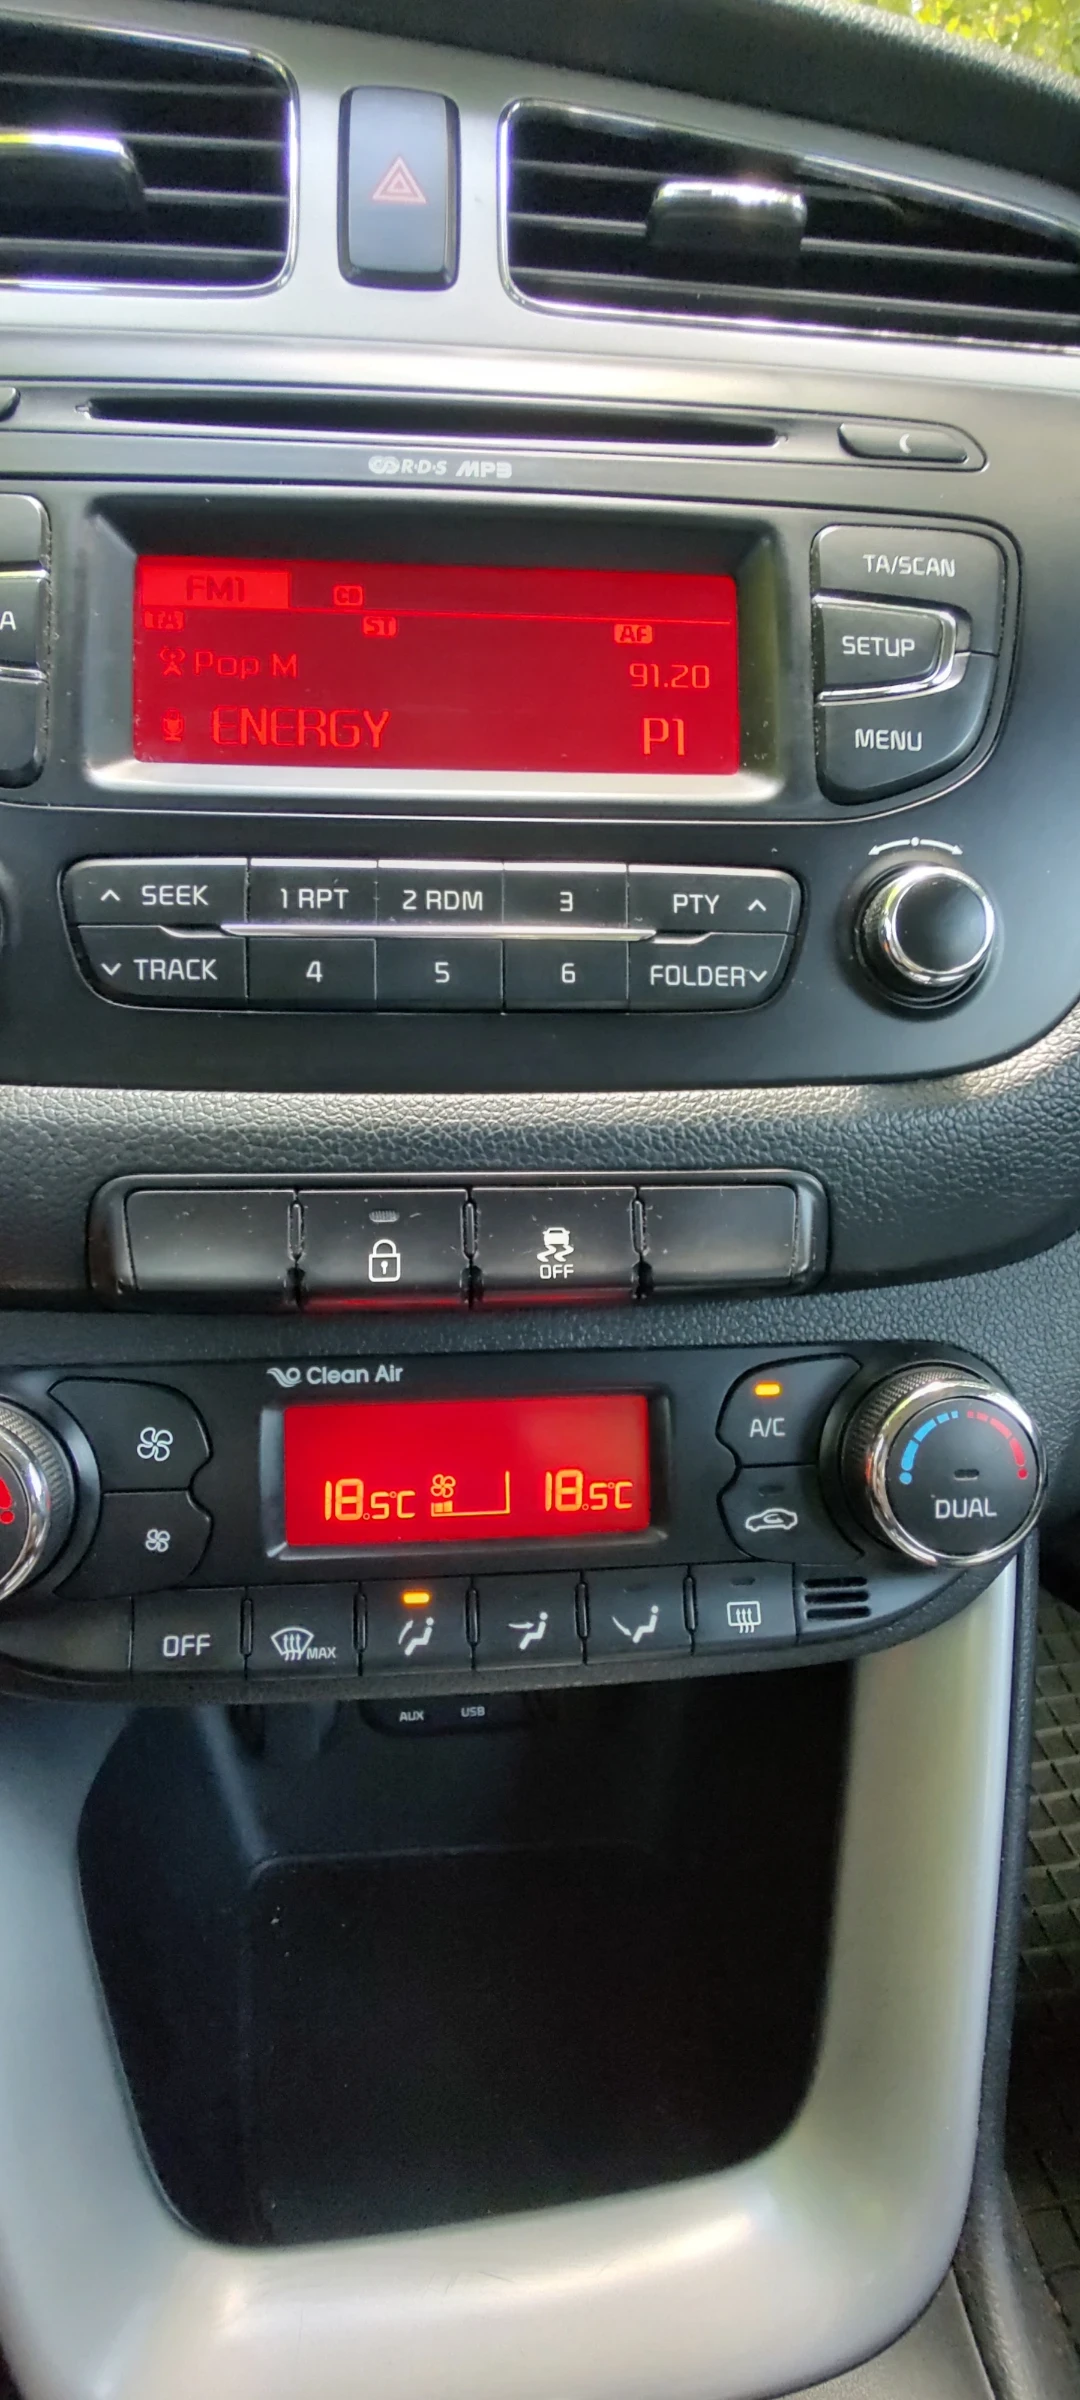 R·D·S MP3
FM1 CD
TA ST AF
Pop M 91.20
ENERGY P1
A
TA/SCAN
SETUP
MENU
SEEK 1 RPT 2 RDM 3 PTY
TRACK 4 5 6 FOLDER
OFF
Clean Air
18.5°C 18.5°C
A/C
DUAL
OFF MAX
AUX USB